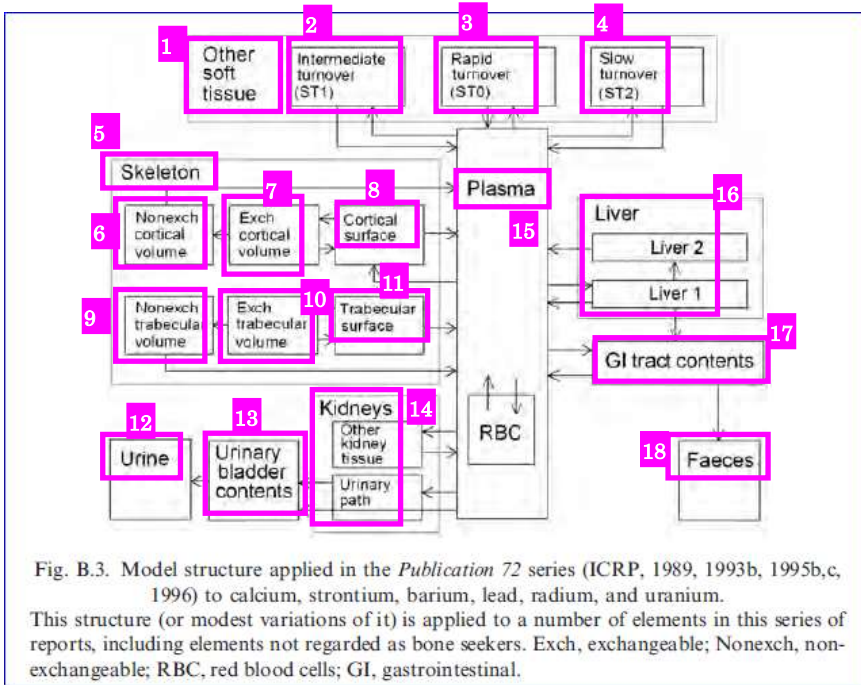 1
2
3
4
Other
soft
tissue
Intermediate
turnover
(ST1)
Rapid
turnover
(ST0)
Slow
turnover
(ST2)
5
Skeleton
Plasma
15
6
Nonexch
cortical
volume
7
Exch
cortical
volume
8
Cortical
surface
9
Nonexch
trabecular
volume
10
Exch
trabecular
volume
11
Trabecular
surface
16
Liver
Liver 2
Liver 1
17
GI tract contents
12
Urine
13
Urinary
bladder
contents
14
Kidneys
Other
kidney
tissue
Urinary
path
RBC
18
Faeces
Fig. B.3. Model structure applied in the Publication 72 series (ICRP, 1989, 1993b, 1995b,c,
1996) to calcium, strontium, barium, lead, radium, and uranium.
This structure (or modest variations of it) is applied to a number of elements in this series of
reports, including elements not regarded as bone seekers. Exch, exchangeable; Nonexch, non-
exchangeable; RBC, red blood cells; GI, gastrointestinal.